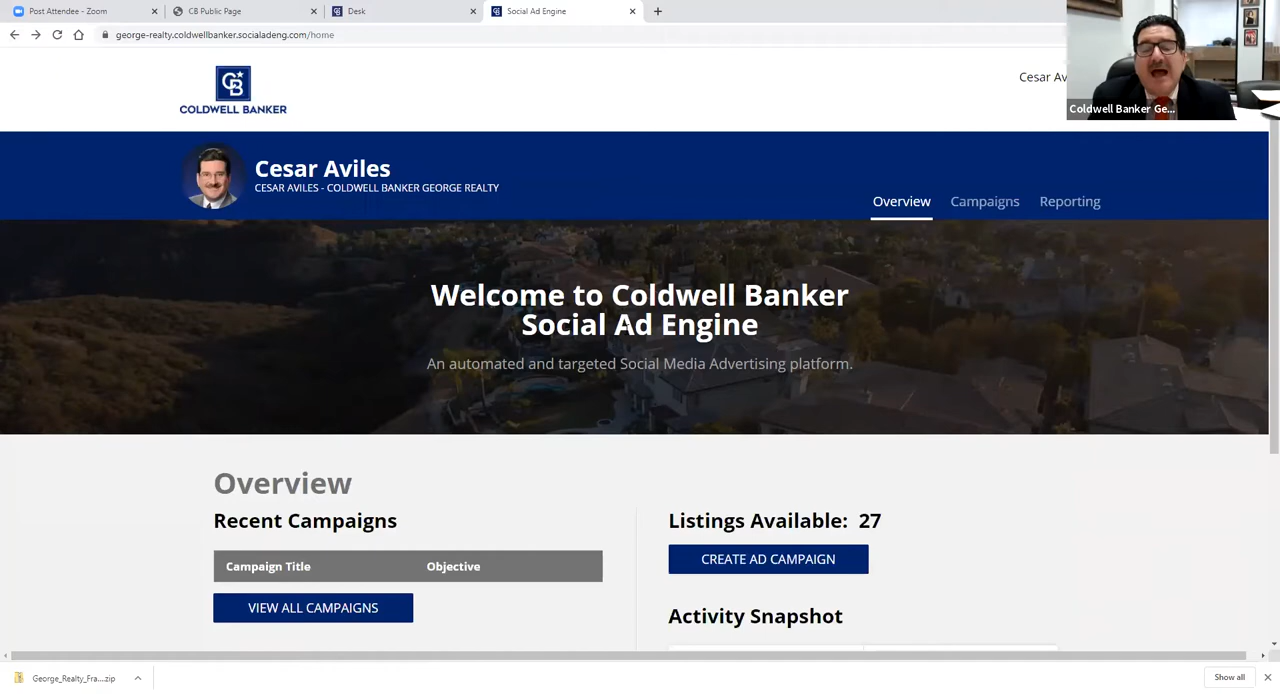 Post Attendee - Zoom
CB Public Page
Desk
Social Ad Engine
george-realty.coldwellbanker.socialadeng.com/home
COLDWELL BANKER
Cesar Av
Coldwell Banker Ge...
Cesar Aviles
CESAR AVILES - COLDWELL BANKER GEORGE REALTY
Overview
Campaigns
Reporting
Welcome to Coldwell Banker
Social Ad Engine
An automated and targeted Social Media Advertising platform.
Overview
Recent Campaigns
Campaign Title
Objective
VIEW ALL CAMPAIGNS
Listings Available: 27
CREATE AD CAMPAIGN
Activity Snapshot
George_Realty_Fra....zip
Show all